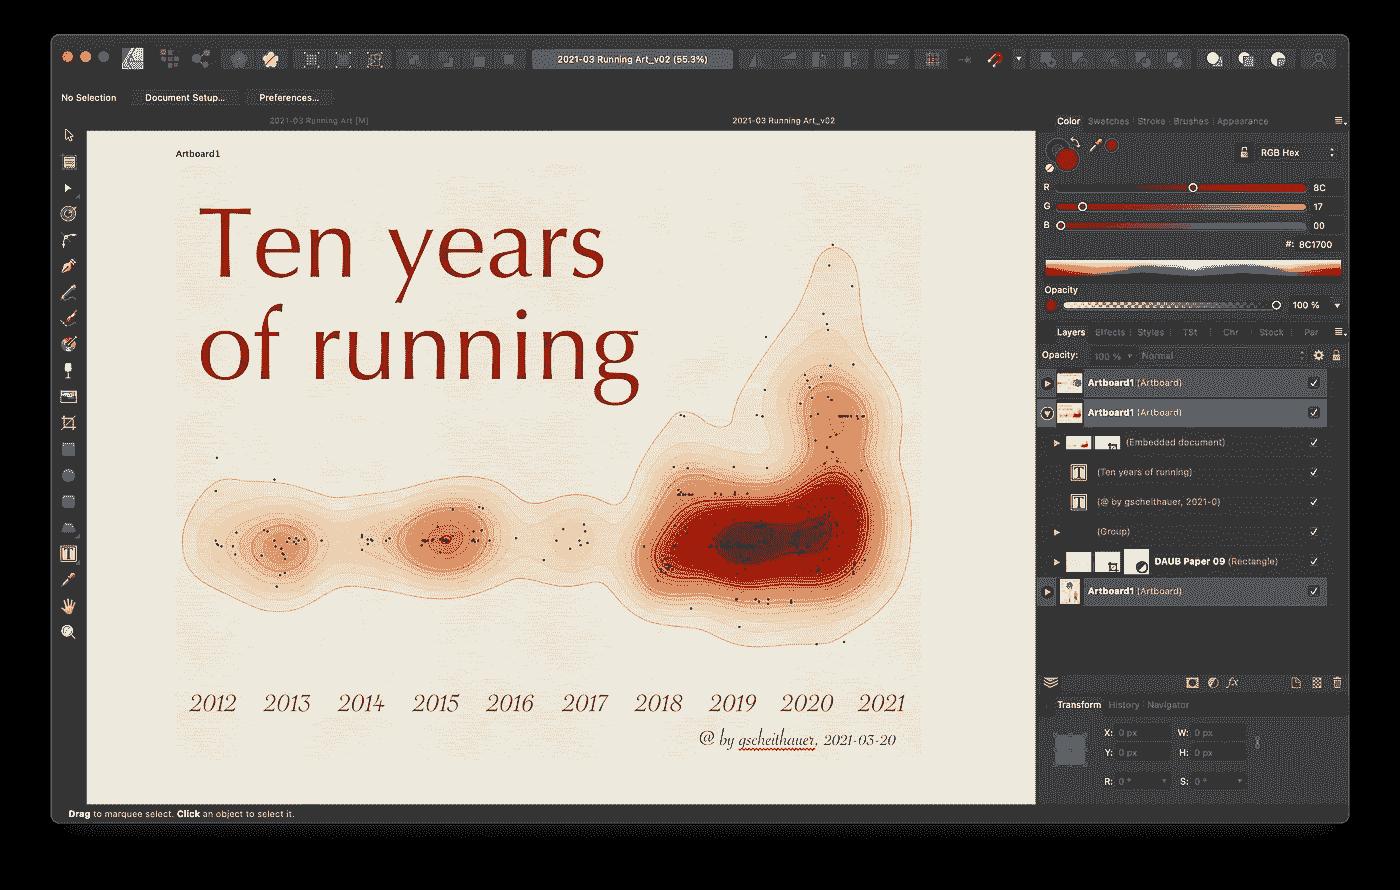 2021-03 Running Art_v02 (55.3%)
No Selection
Document Setup...
Preferences...
2021-03 Running Art [M]
2021-03 Running Art_v02
Artboard1
Ten years
of running
2012 2013 2014 2015 2016 2017 2018 2019 2020 2021
@ by gscheithauer, 2021-03-20
Drag to marquee select. Click an object to select it.
Color Swatches Stroke Brushes Appearance
RGB Hex
R 8C
G 17
B 00
#: 8C1700
Opacity
100 %
Layers Effects Styles TSt Chr Stock Par
Opacity: 100 % Normal
Artboard1 (Artboard)
Artboard1 (Artboard)
(Embedded document)
(Ten years of running)
(@ by gscheithauer, 2021-0)
(Group)
DAUB Paper 09 (Rectangle)
Artboard1 (Artboard)
fx
Transform History Navigator
X: 0 px W: 0 px
Y: 0 px H: 0 px
R: 0 ° S: 0 °